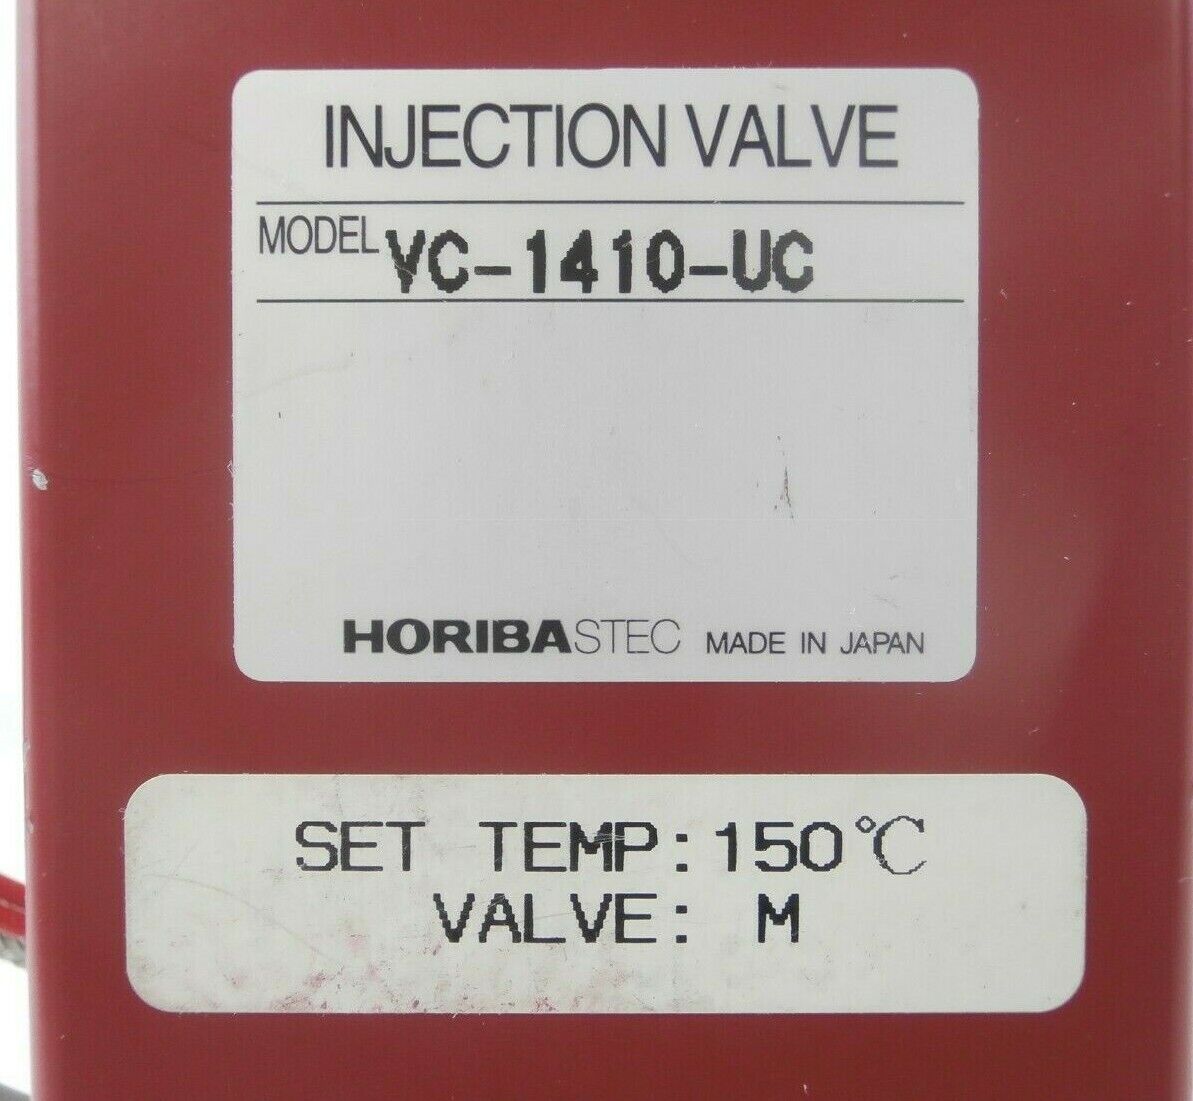 INJECTION VALVE
MODEL VC-1410-UC
HORIBASTEC MADE IN JAPAN
SET TEMP: 150℃
VALVE: M